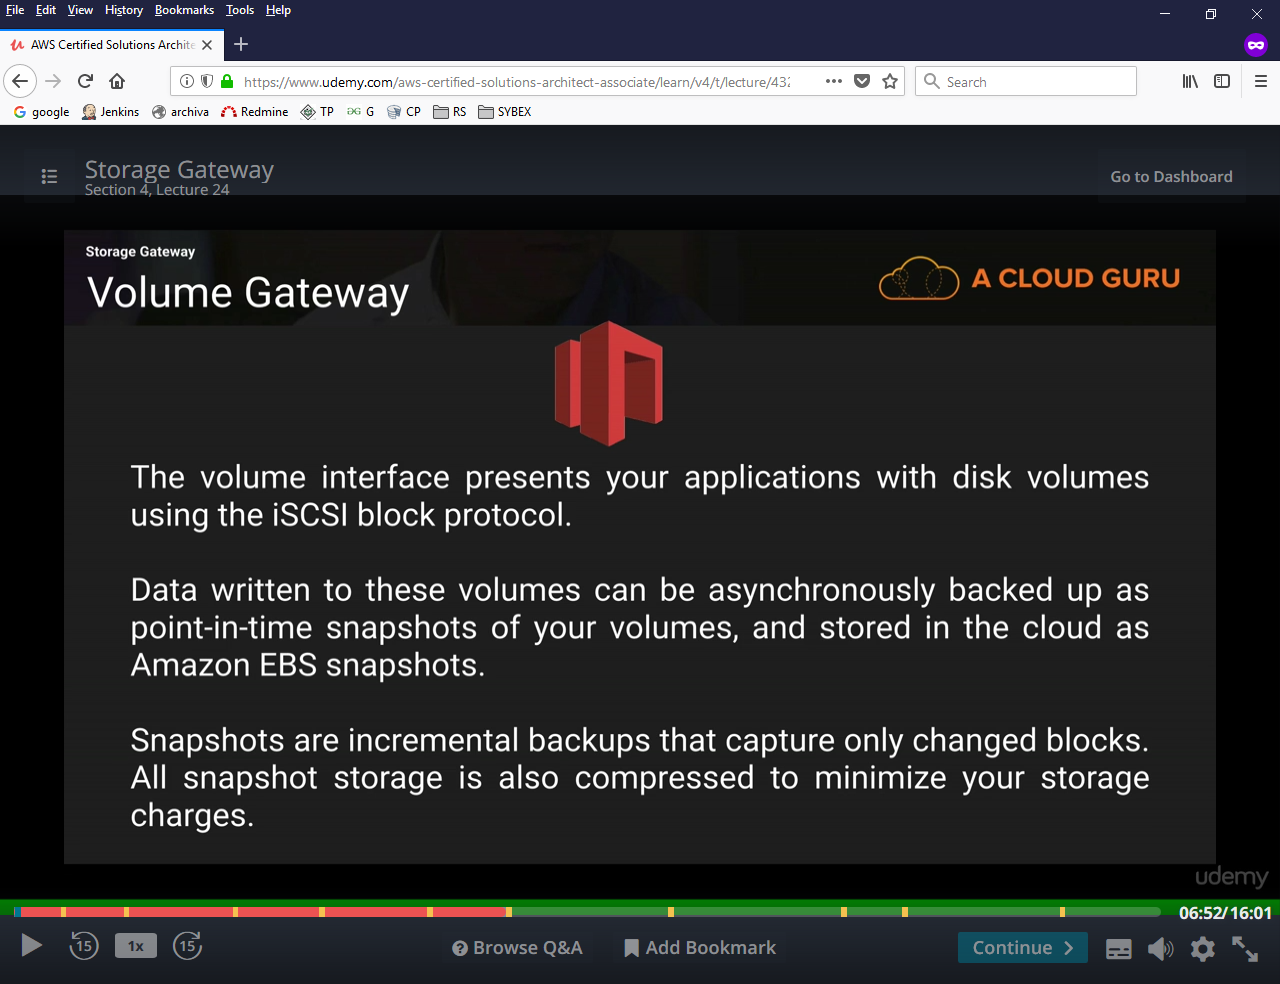 File Edit View History Bookmarks Tools Help
AWS Certified Solutions Archite
https://www.udemy.com/aws-certified-solutions-architect-associate/learn/v4/t/lecture/432
Search
google Jenkins archiva Redmine TP G CP RS SYBEX
Storage Gateway
Section 4, Lecture 24
Go to Dashboard
Storage Gateway
Volume Gateway
A CLOUD GURU
The volume interface presents your applications with disk volumes
using the iSCSI block protocol.
Data written to these volumes can be asynchronously backed up as
point-in-time snapshots of your volumes, and stored in the cloud as
Amazon EBS snapshots.
Snapshots are incremental backups that capture only changed blocks.
All snapshot storage is also compressed to minimize your storage
charges.
udemy
06:52/16:01
15 1x 15 Browse Q&A Add Bookmark Continue